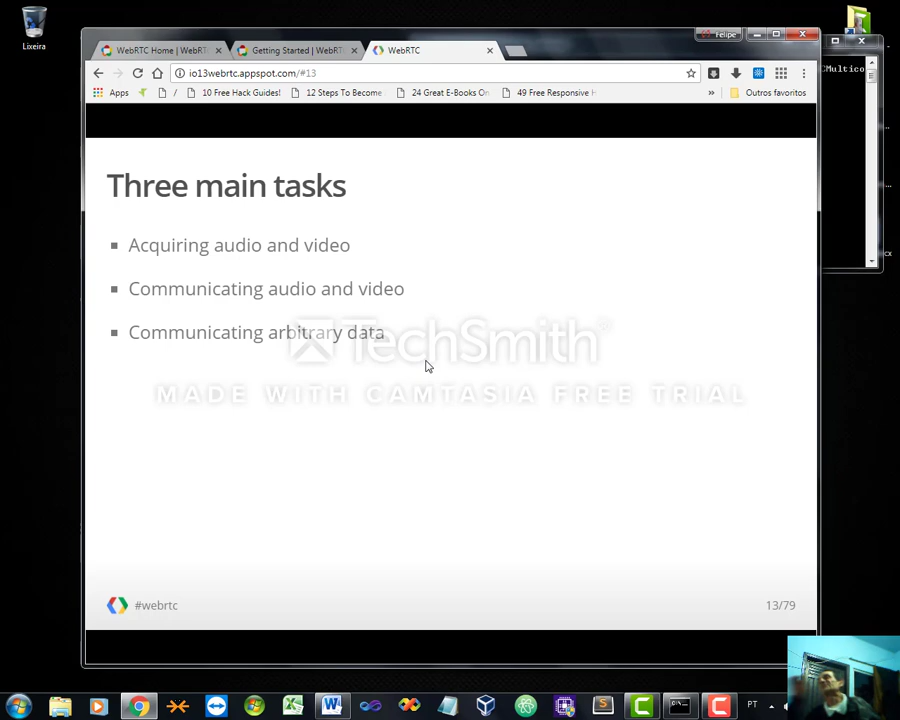 Lixeira
Felipe
WebRTC Home | WebRT
Getting Started | WebRT
WebRTC
io13webrtc.appspot.com/#13
Apps
/
10 Free Hack Guides!
12 Steps To Become
24 Great E-Books On
49 Free Responsive H
»
Outros favoritos
CMultico
cx
Three main tasks
Acquiring audio and video
Communicating audio and video
Communicating arbitrary data
TechSmith®
MADE WITH CAMTASIA FREE TRIAL
#webrtc
13/79
PT